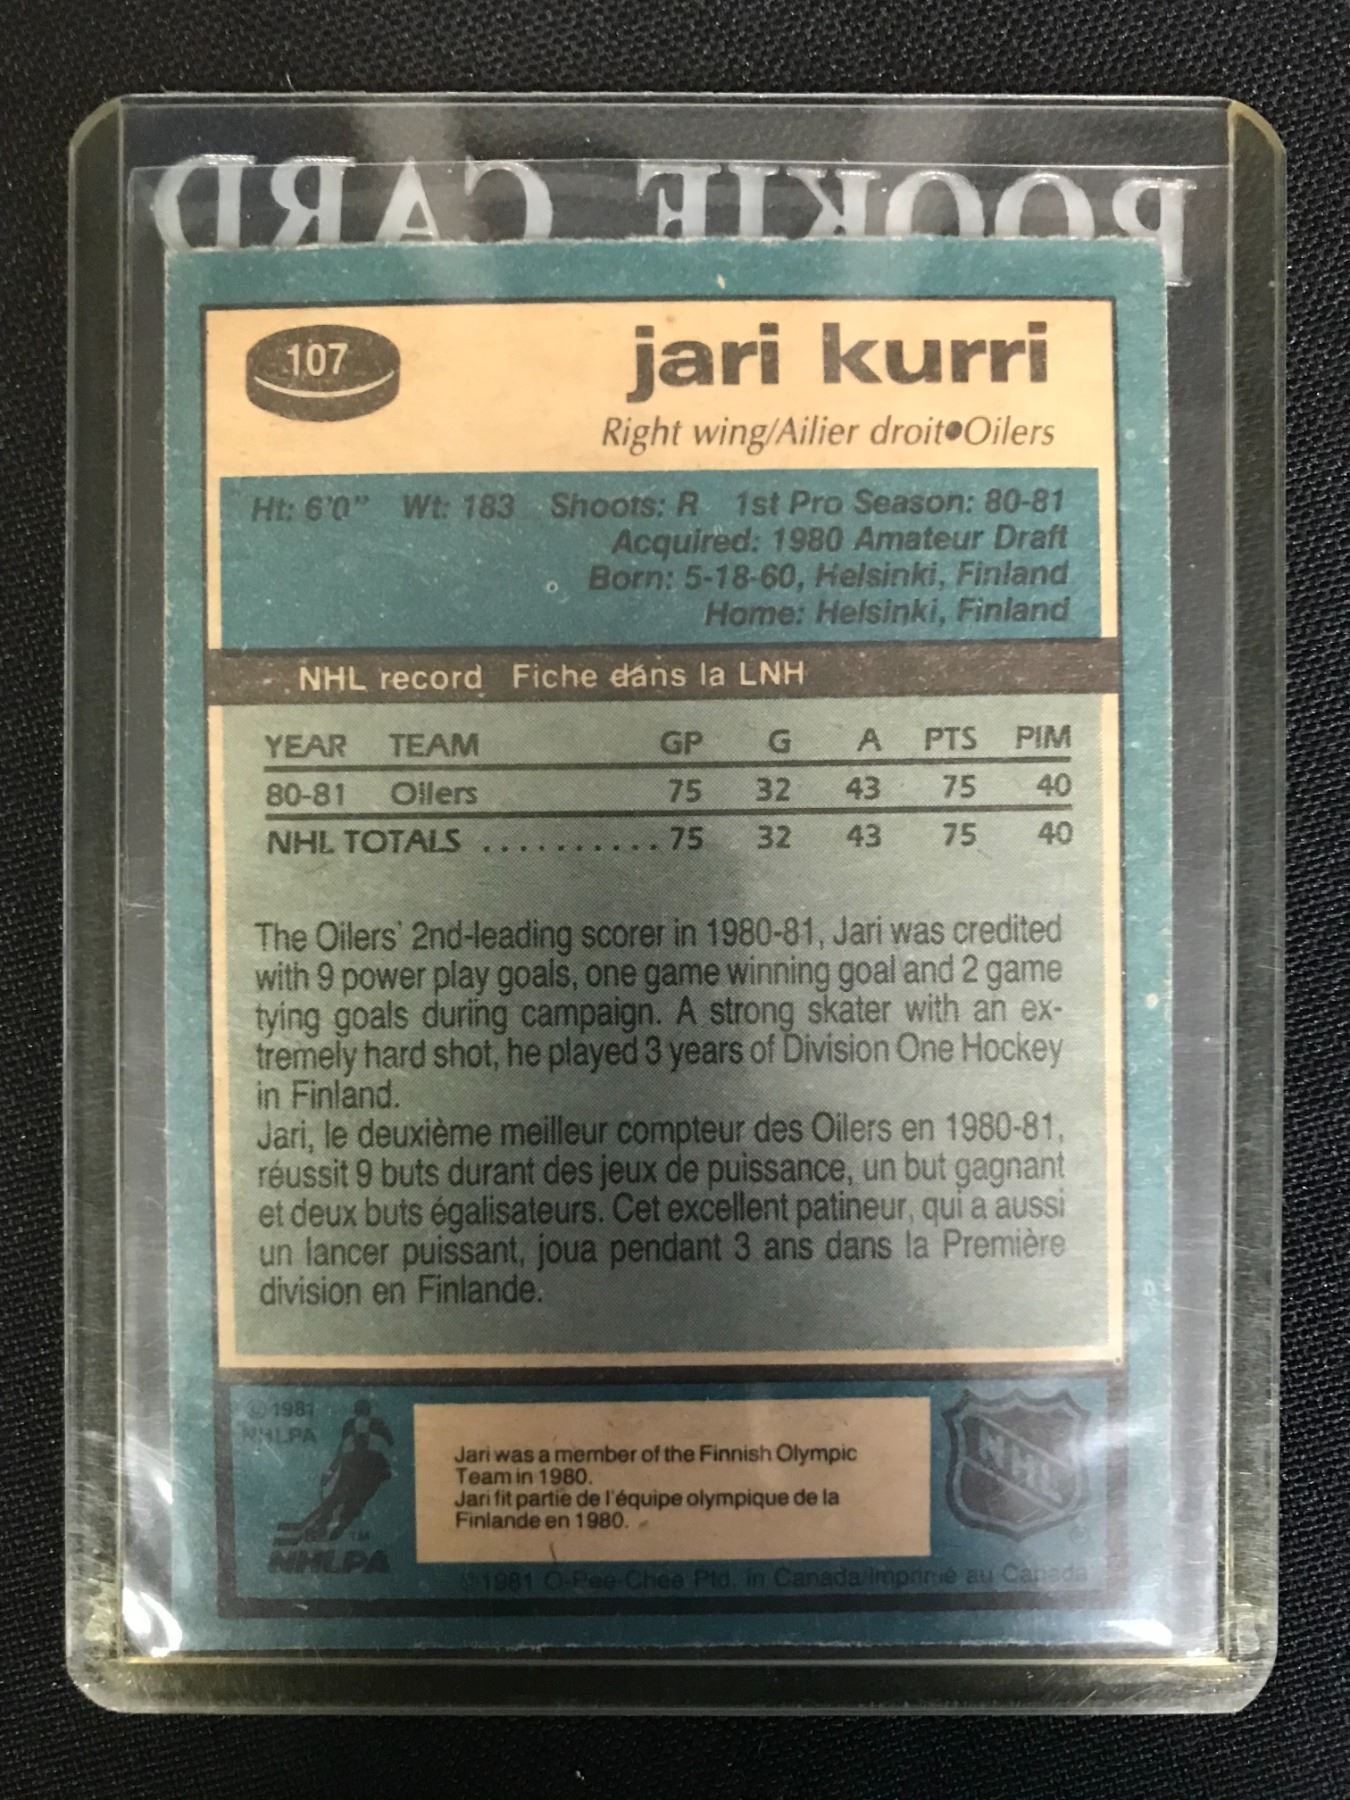 ROOKIE CARD
107
jari kurri
Right wing/Ailier droit•Oilers
Ht: 6'0" Wt: 183 Shoots: R 1st Pro Season: 80-81
Acquired: 1980 Amateur Draft
Born: 5-18-60, Helsinki, Finland
Home: Helsinki, Finland
NHL record Fiche dans la LNH
YEAR TEAM GP G A PTS PIM
80-81 Oilers 75 32 43 75 40
NHL TOTALS .......... 75 32 43 75 40
The Oilers' 2nd-leading scorer in 1980-81, Jari was credited
with 9 power play goals, one game winning goal and 2 game
tying goals during campaign. A strong skater with an ex-
tremely hard shot, he played 3 years of Division One Hockey
in Finland.
Jari, le deuxième meilleur compteur des Oilers en 1980-81,
réussit 9 buts durant des jeux de puissance, un but gagnant
et deux buts égalisateurs. Cet excellent patineur, qui a aussi
un lancer puissant, joua pendant 3 ans dans la Première
division en Finlande.
© 1981
NHLPA
Jari was a member of the Finnish Olympic
Team in 1980.
Jari fit partie de l'équipe olympique de la
Finlande en 1980.
NHL
TM
NHLPA
©1981 O-Pee-Chee Ptd. in Canada/Imprimé au Canada